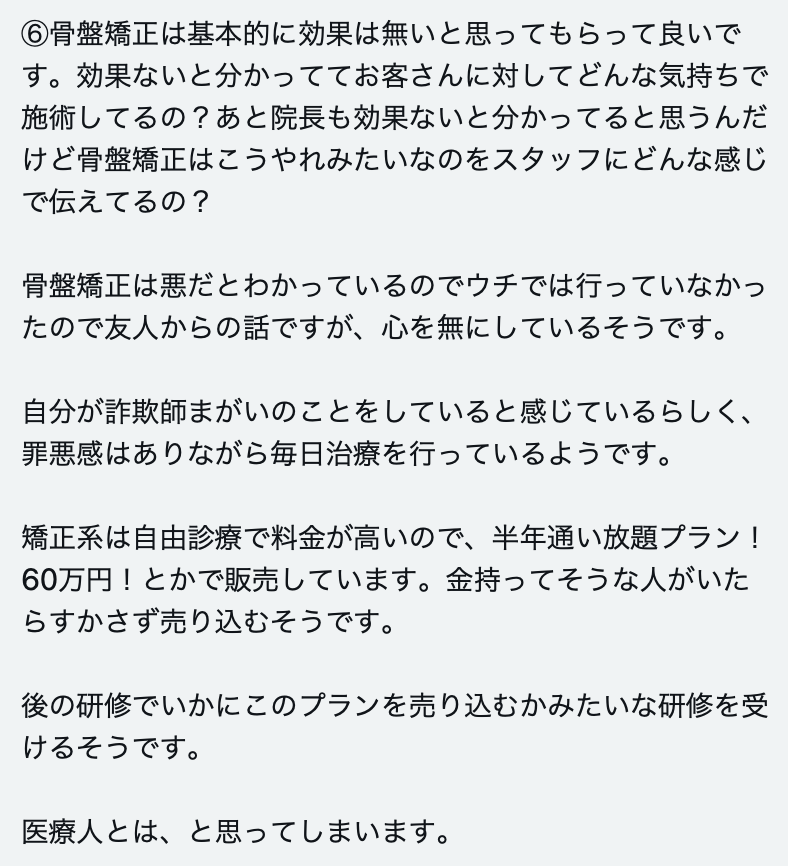 ⑥骨盤矯正は基本的に効果は無いと思ってもらって良いで
す。効果ないと分かっててお客さんに対してどんな気持ちで
施術してるの？あと院長も効果ないと分かってると思うんだ
けど骨盤矯正はこうやれみたいなのをスタッフにどんな感じ
で伝えてるの？
骨盤矯正は悪だとわかっているのでウチでは行っていなかっ
たので友人からの話ですが、心を無にしているそうです。
自分が詐欺師まがいのことをしていると感じているらしく、
罪悪感はありながら毎日治療を行っているようです。
矯正系は自由診療で料金が高いので、半年通い放題プラン！
60万円！とかで販売しています。金持ってそうな人がいた
らすかさず売り込むそうです。
後の研修でいかにこのプランを売り込むかみたいな研修を受
けるそうです。
医療人とは、と思ってしまいます。